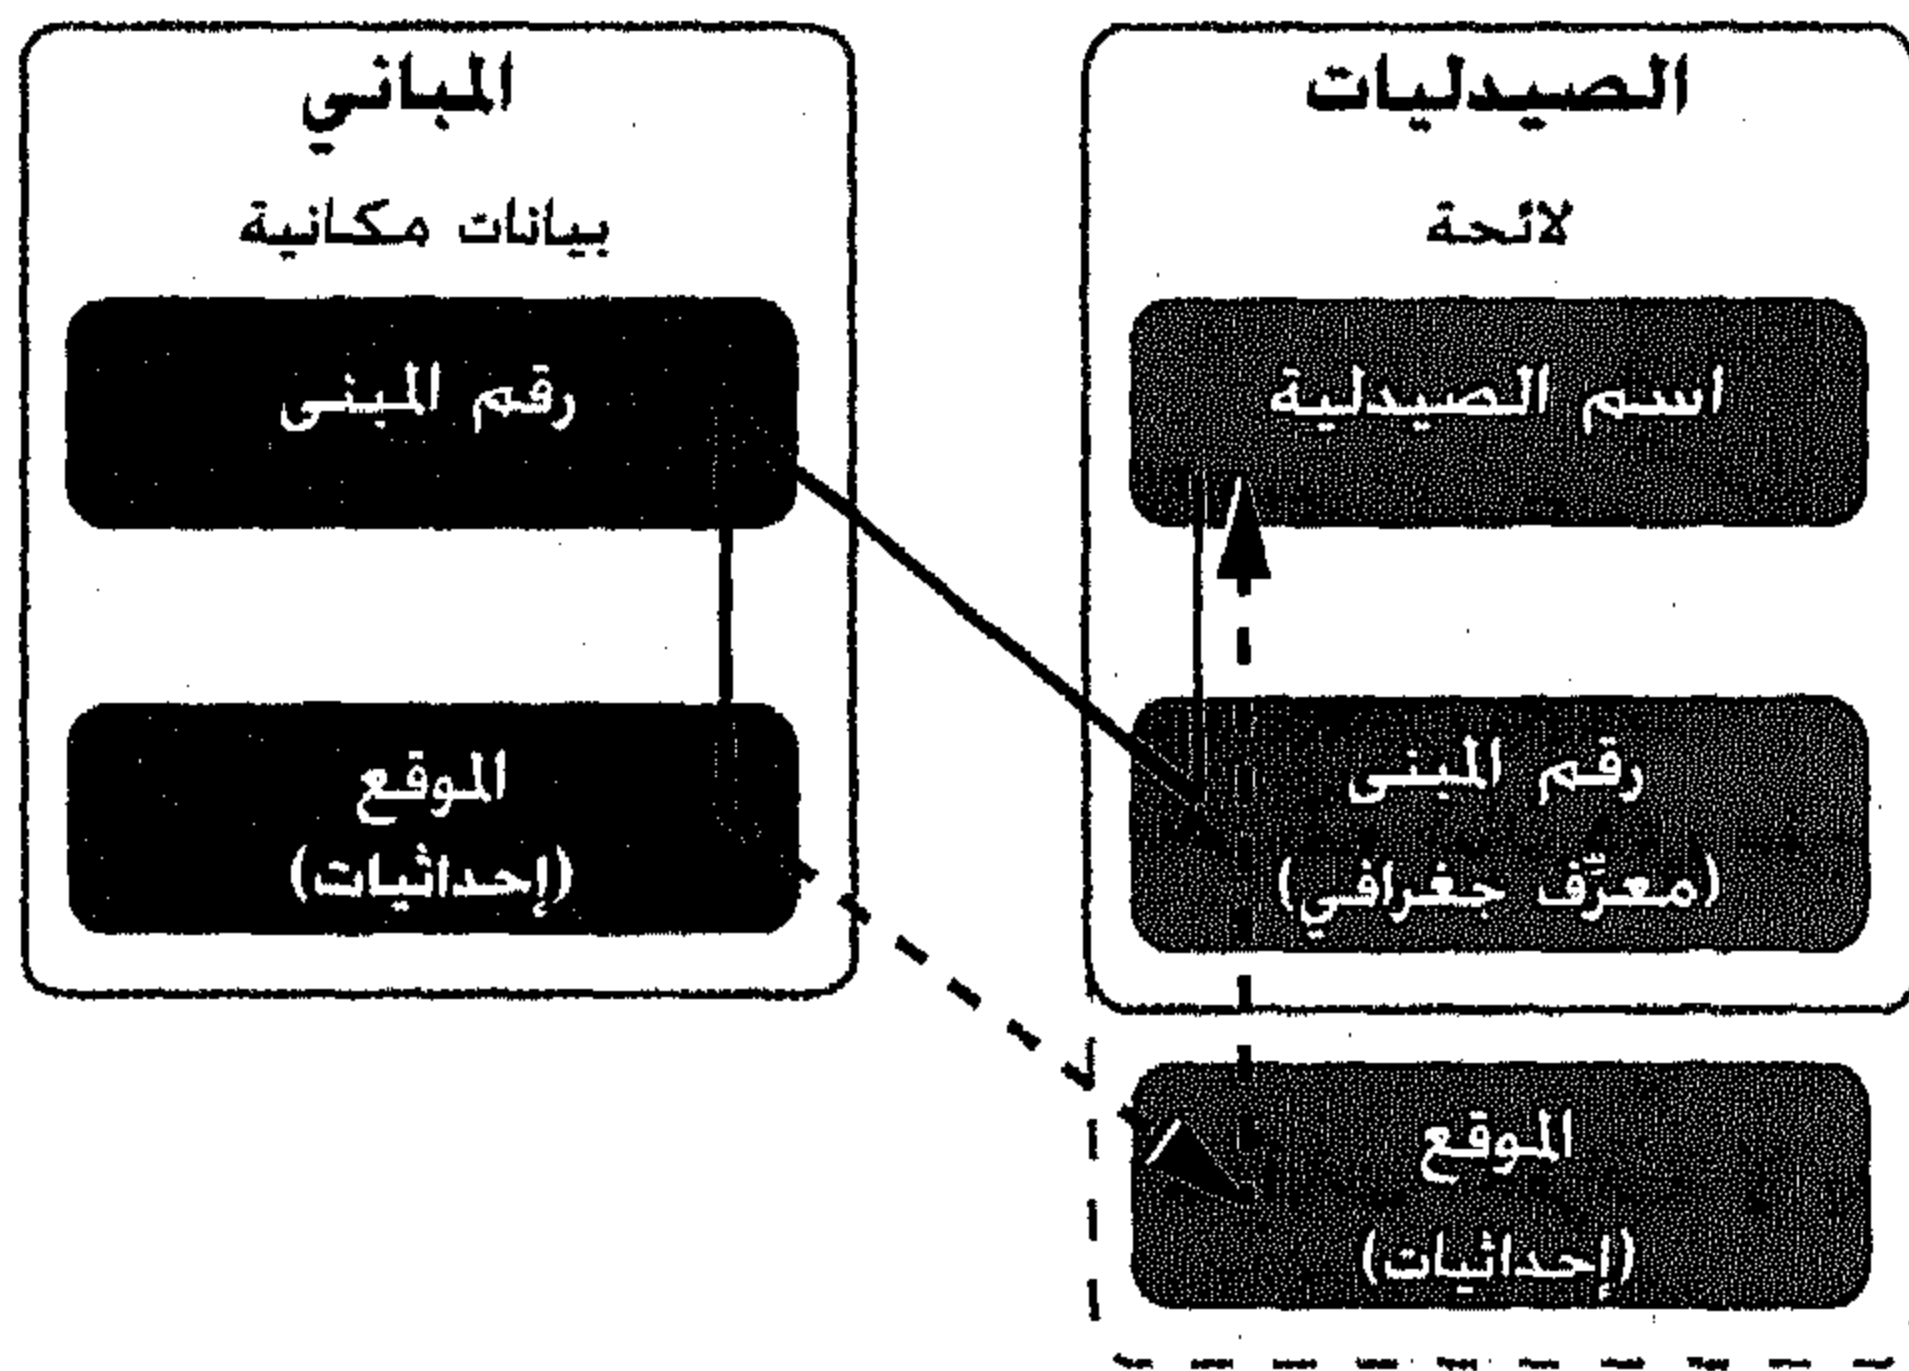 الصيدليات
لائحة
اسم الصيدلية
رقم المبنى
(معرِّف جغرافي)
الموقع
(إحداثيات)
المباني
بيانات مكانية
رقم المبنى
الموقع
(إحداثيات)